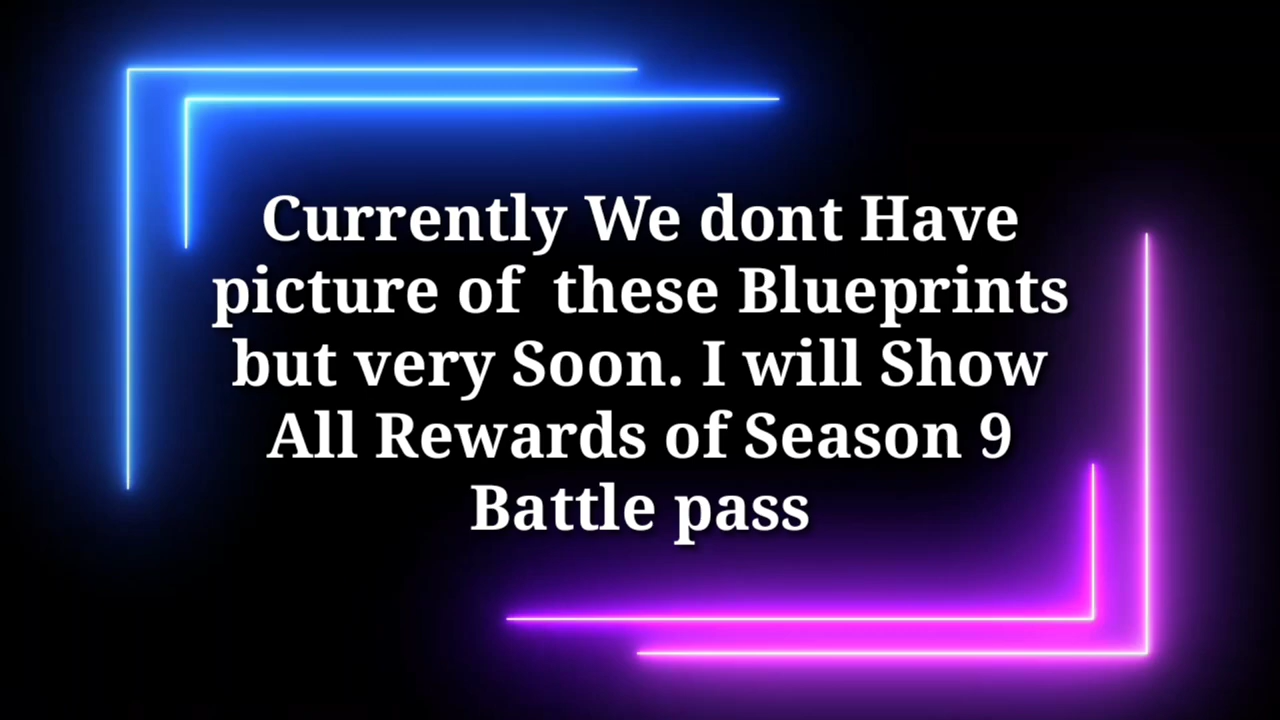 Currently We dont Have
picture of  these Blueprints
but very Soon. I will Show
All Rewards of Season 9
Battle pass